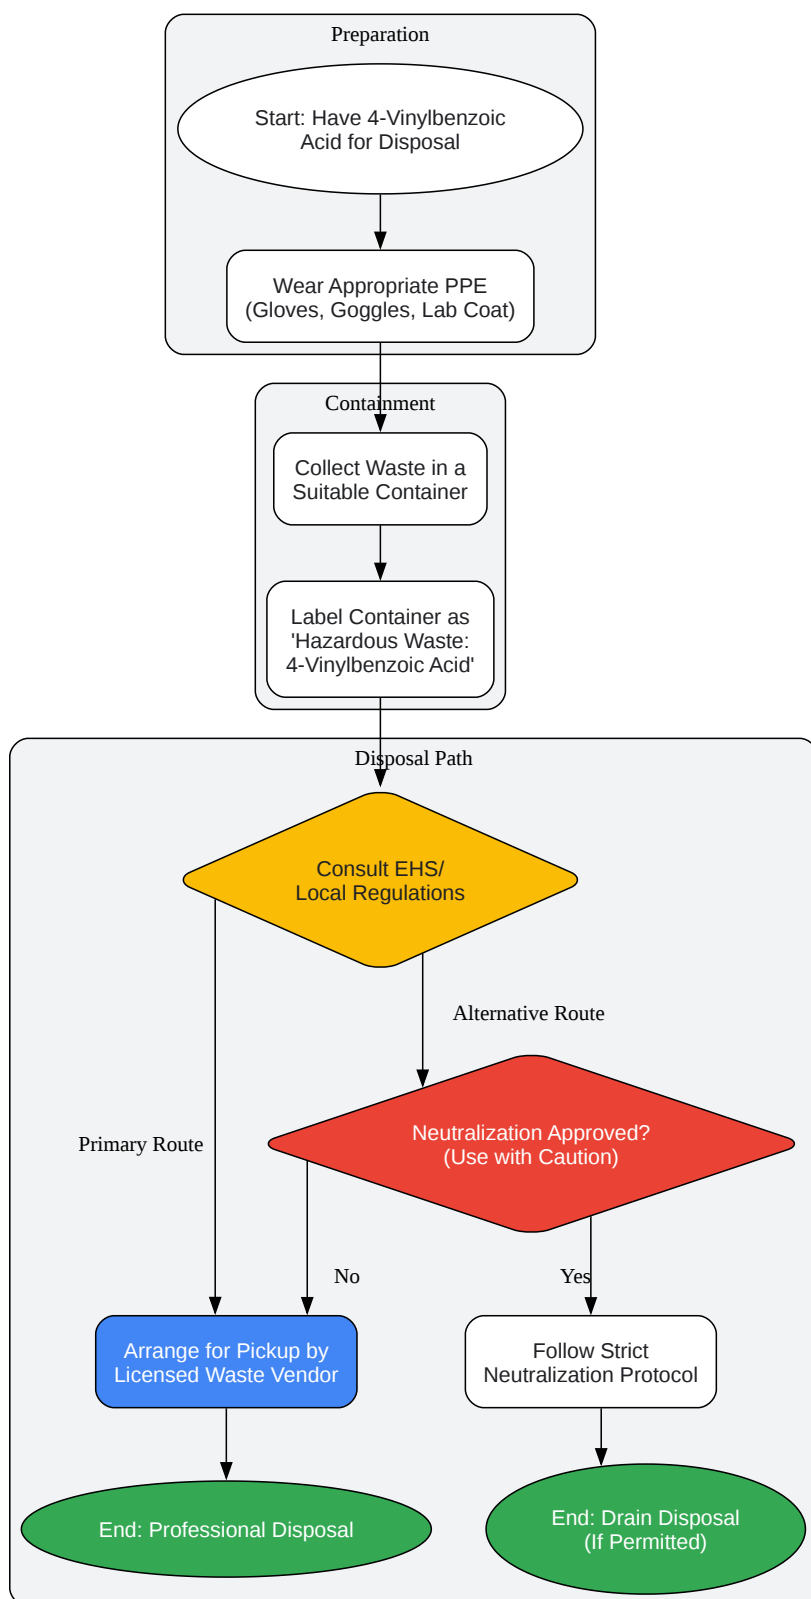 Preparation
Start: Have 4-Vinylbenzoic
Acid for Disposal
Wear Appropriate PPE
(Gloves, Goggles, Lab Coat)
Containment
Collect Waste in a
Suitable Container
Label Container as
'Hazardous Waste:
4-Vinylbenzoic Acid'
Disposal Path
Consult EHS/
Local Regulations
Alternative Route
Primary Route
Neutralization Approved?
(Use with Caution)
No
Yes
Arrange for Pickup by
Licensed Waste Vendor
Follow Strict
Neutralization Protocol
End: Professional Disposal
End: Drain Disposal
(If Permitted)